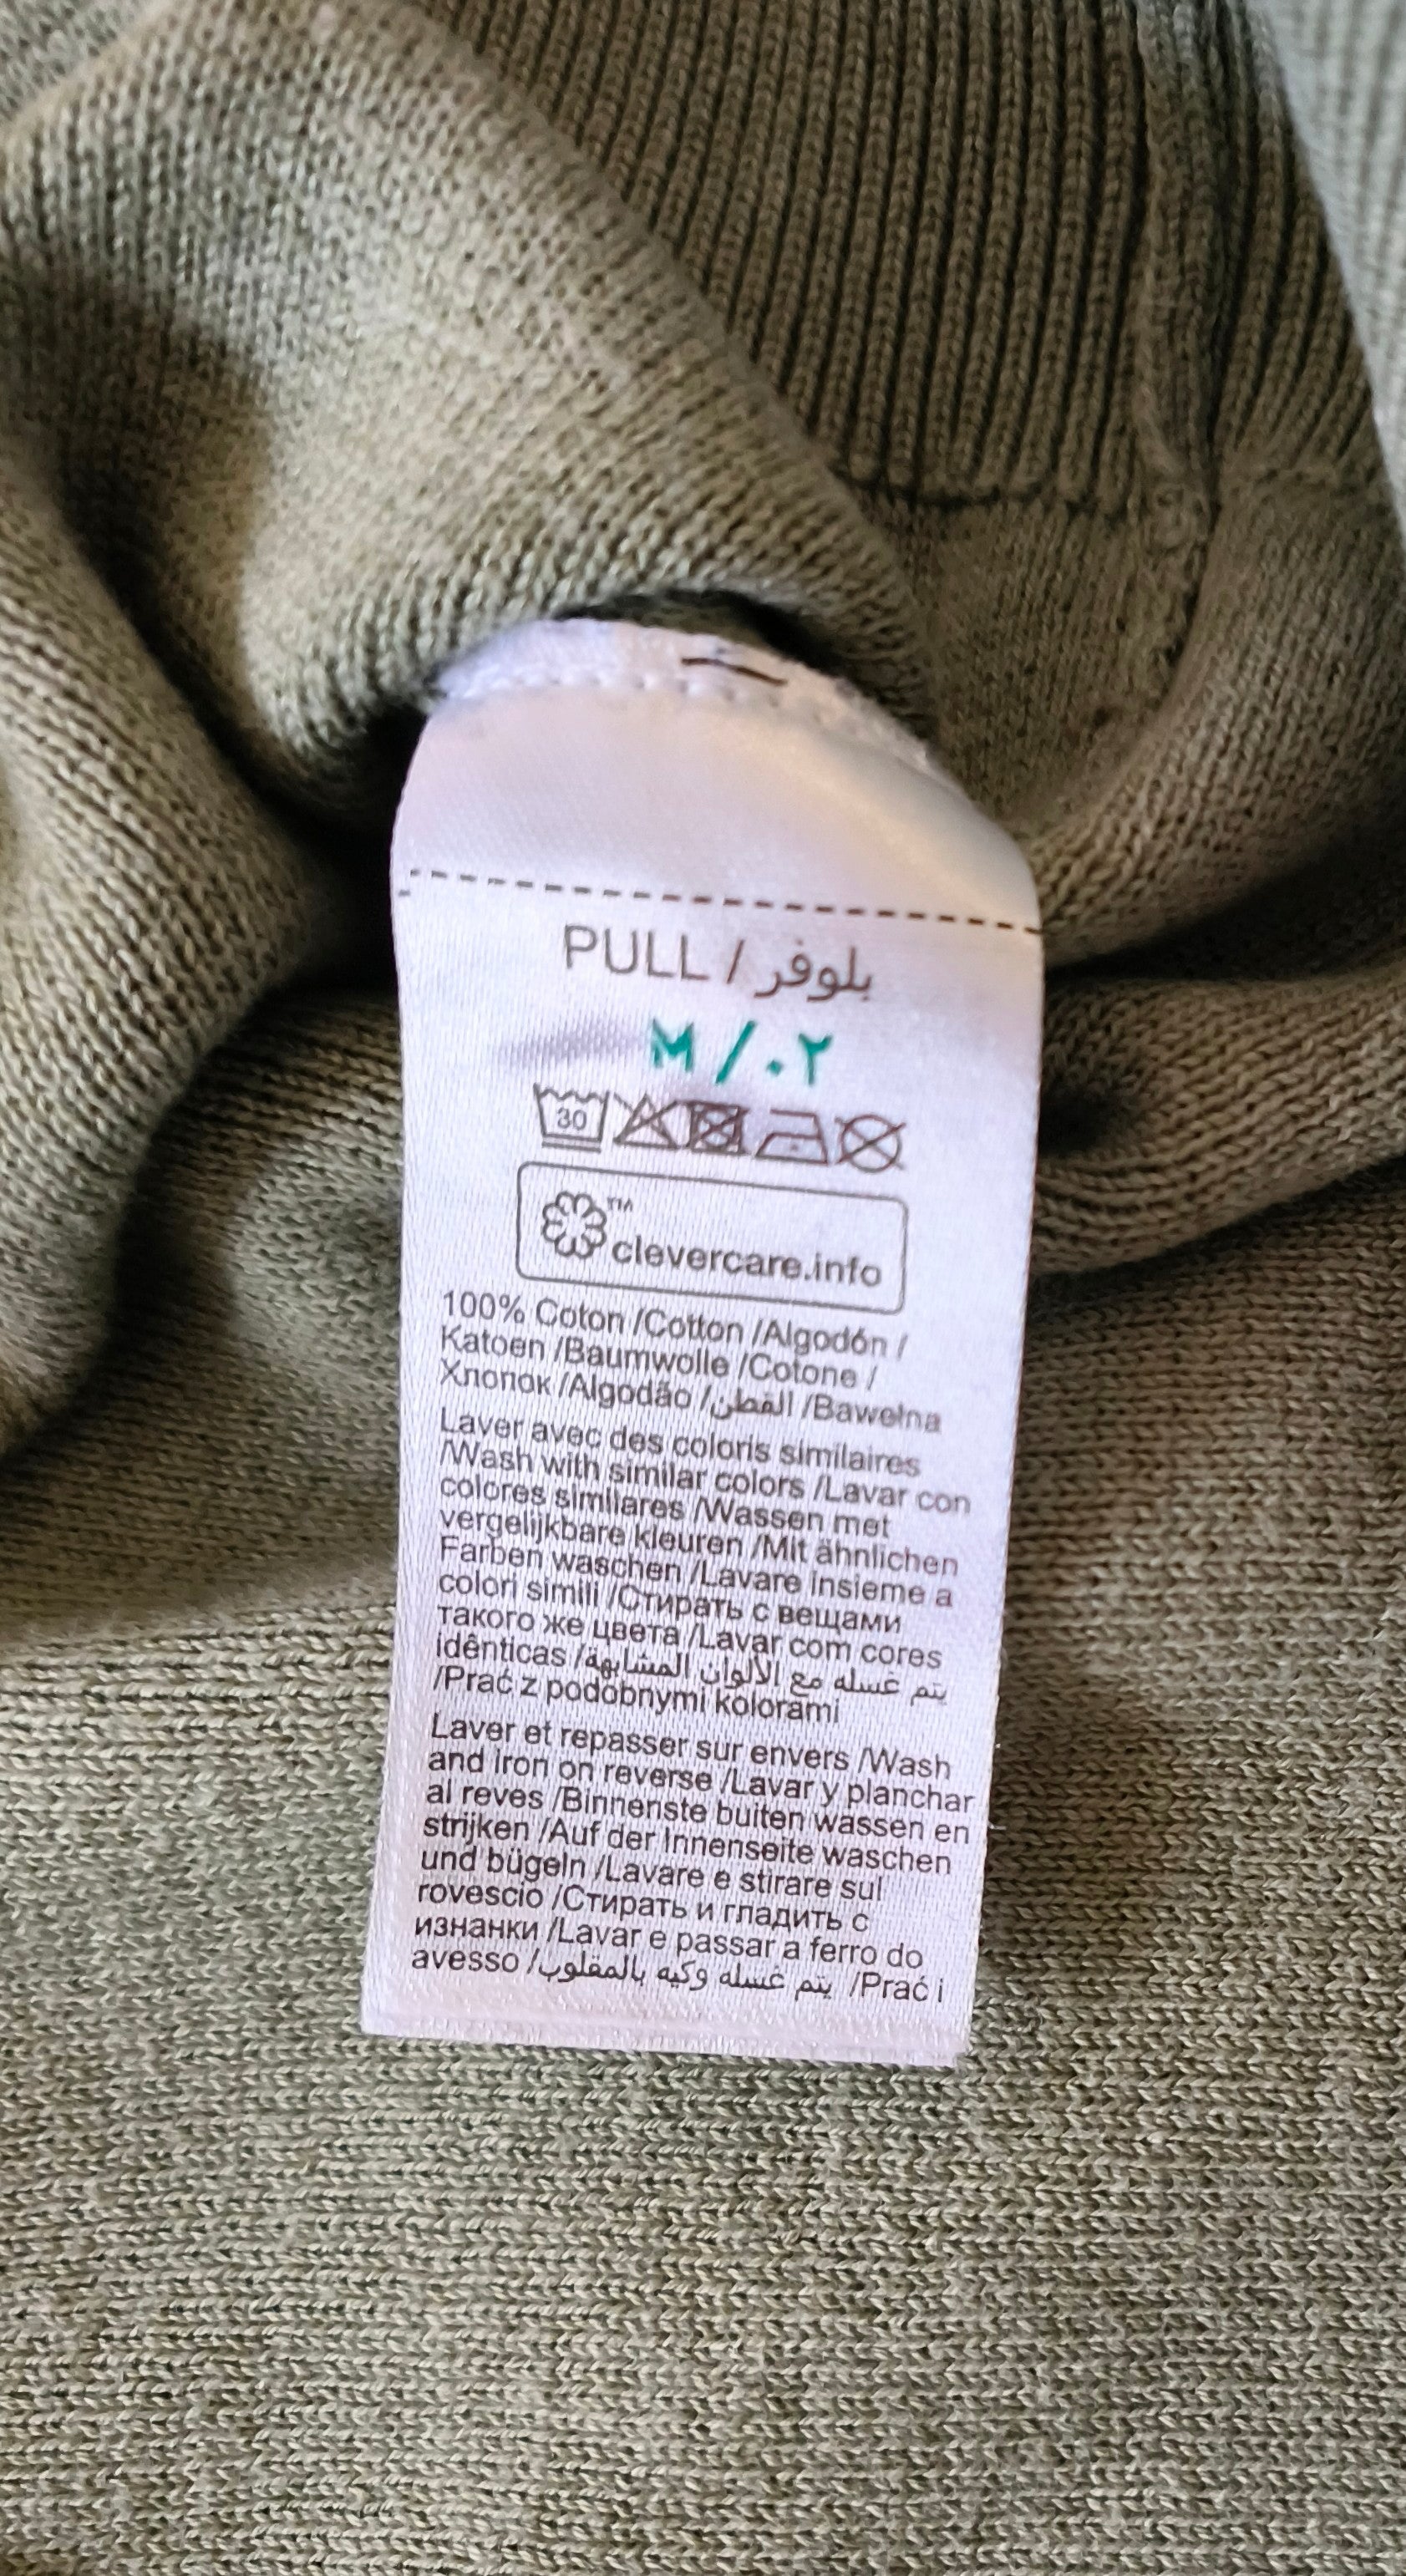 PULL / بلوفر
M / ٠٢
30
™
clevercare.info
100% Coton /Cotton /Algodón /
Katoen /Baumwolle /Cotone /
Хлопок /Algodão /القطن /Bawełna
Laver avec des coloris similaires
/Wash with similar colors /Lavar con
colores similares /Wassen met
vergelijkbare kleuren /Mit ähnlichen
Farben waschen /Lavare insieme a
colori simili /Стирать с вещами
такого же цвета /Lavar com cores
idênticas /يتم غسله مع الألوان المشابهة
/Prać z podobnymi kolorami
Laver et repasser sur envers /Wash
and iron on reverse /Lavar y planchar
al reves /Binnenste buiten wassen en
strijken /Auf der Innenseite waschen
und bügeln /Lavare e stirare sul
rovescio /Стирать и гладить с
изнанки /Lavar e passar a ferro do
avesso /يتم غسله وكيه بالمقلوب /Prać i